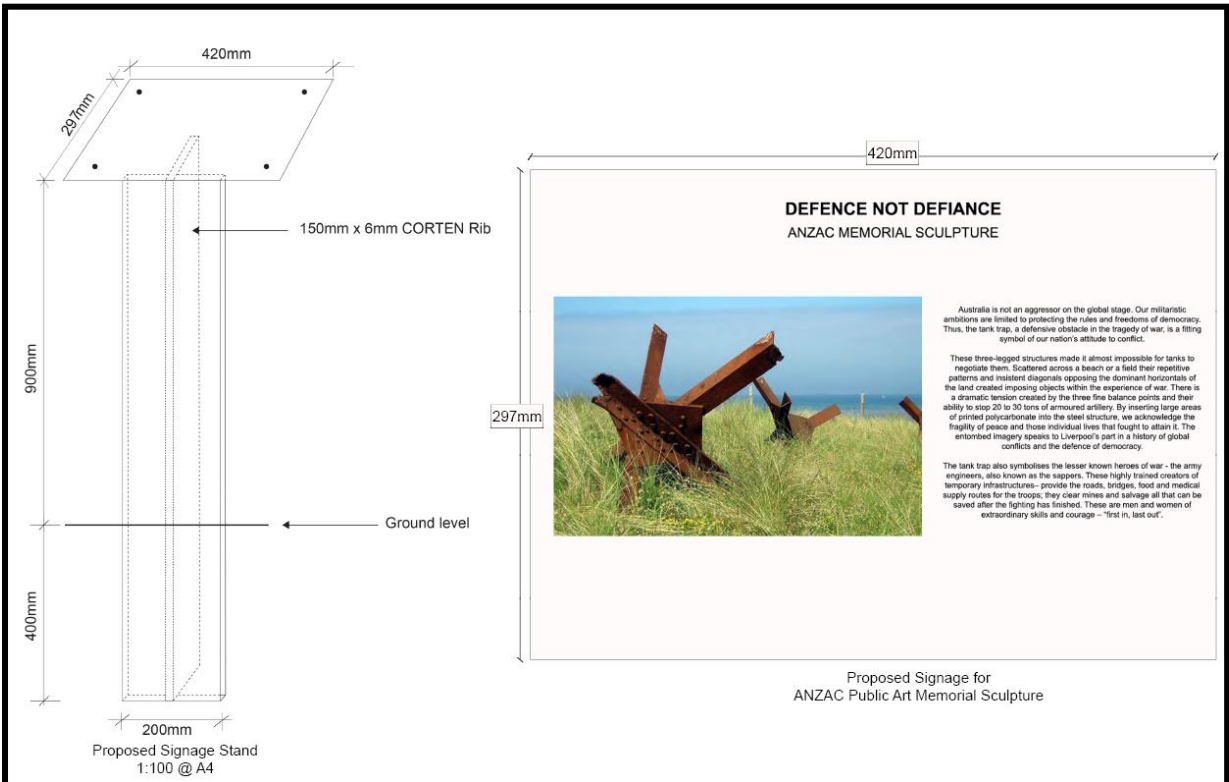 420mm
297mm
150mm x 6mm CORTEN Rib
900mm
Ground level
400mm
200mm
Proposed Signage Stand
1:100 @ A4
420mm
297mm
DEFENCE NOT DEFIANCE
ANZAC MEMORIAL SCULPTURE
Australia is not an aggressor on the global stage. Our militaristic
ambitions are limited to protecting the rules and freedoms of democracy.
Thus, the tank trap, a defensive obstacle in the tragedy of war, is a fitting
symbol of our nation's attitude to conflict.
These three-legged structures made it almost impossible for tanks to
negotiate them. Scattered across a beach or a field their repetitive
patterns and insistent diagonals opposing the dominant horizontals of
the land created imposing objects within the experience of war. There is
a dramatic tension created by the three fine balance points and their
ability to stop 20 to 30 tons of armoured artillery. By inserting large areas
of printed polycarbonate into the steel structure, we acknowledge the
fragility of peace and those individual lives that fought to attain it. The
entombed imagery speaks to Liverpool's part in a history of global
conflicts and the defence of democracy.
The tank trap also symbolises the lesser known heroes of war - the army
engineers, also known as the sappers. These highly trained creators of
temporary infrastructures– provide the roads, bridges, food and medical
supply routes for the troops; they clear mines and salvage all that can be
saved after the fighting has finished. These are men and women of
extraordinary skills and courage – "first in, last out".
Proposed Signage for
ANZAC Public Art Memorial Sculpture